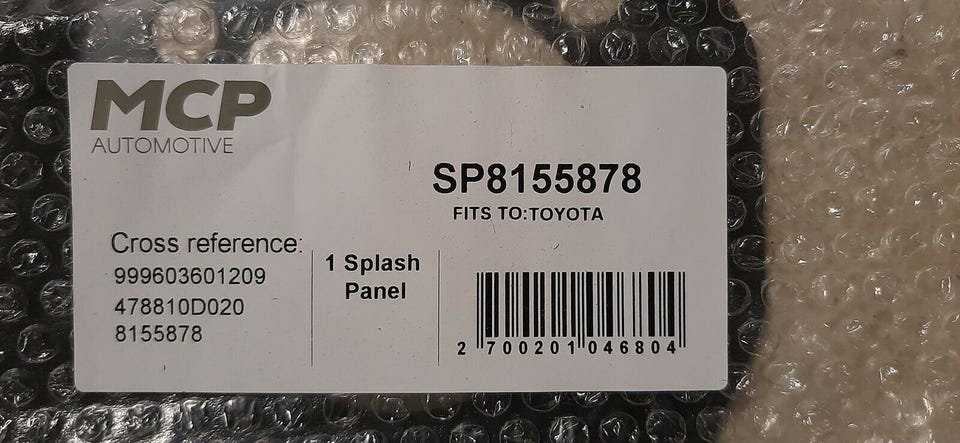 MCP
AUTOMOTIVE
SP8155878
FITS TO:TOYOTA
Cross reference:
999603601209
478810D020
8155878
1 Splash
Panel
2 700201 046804